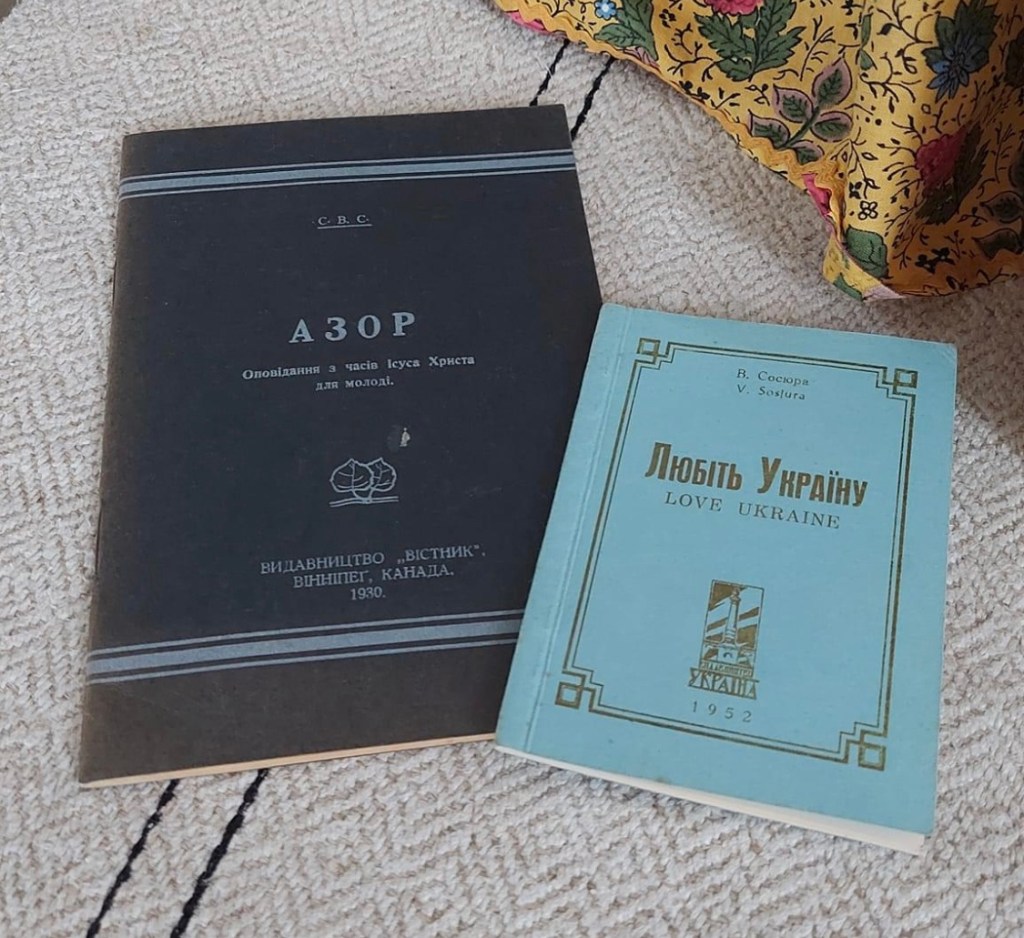 С. В. С.
АЗОР
Оповідання з часів Ісуса Христа
для молоді.
ВИДАВНИЦТВО „ВІСТНИК".
ВІННІПЕҐ, КАНАДА.
1930.
В. Сосюра
V. Sosiura
Любіть Україну
LOVE UKRAINE
УКРАЇНА
1952